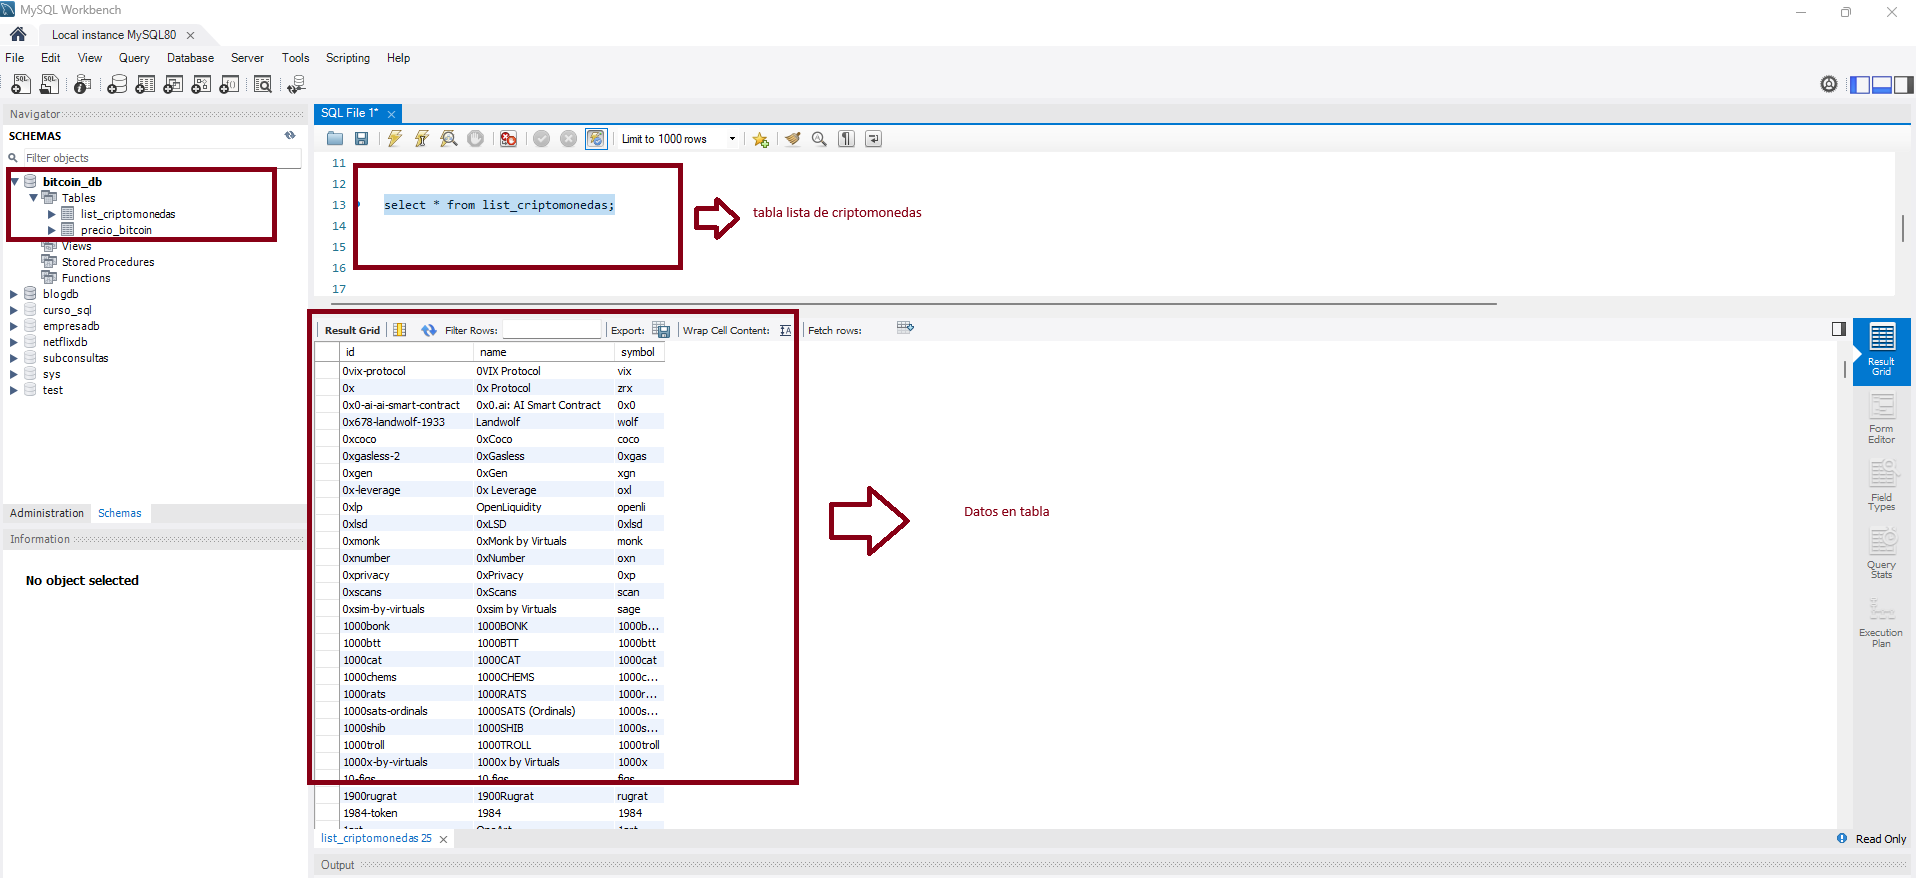 MySQL Workbench
Local instance MySQL80
File Edit View Query Database Server Tools Scripting Help
Navigator
SCHEMAS
Filter objects
bitcoin_db
Tables
list_criptomonedas
precio_bitcoin
Views
Stored Procedures
Functions
blogdb
curso_sql
empresadb
netflixdb
subconsultas
sys
test
Administration Schemas
Information
No object selected
SQL File 1*
Limit to 1000 rows
11
12
13 select * from list_criptomonedas;
14
15
16
17
tabla lista de criptomonedas
Result Grid Filter Rows: Export: Wrap Cell Content: Fetch rows:
id name symbol
0vix-protocol 0VIX Protocol vix
0x 0x Protocol zrx
0x0-ai-ai-smart-contract 0x0.ai: AI Smart Contract 0x0
0x678-landwolf-1933 Landwolf wolf
0xcoco 0xCoco coco
0xgasless-2 0xGasless 0xgas
0xgen 0xGen xgn
0x-leverage 0x Leverage oxl
0xlp OpenLiquidity openli
0xlsd 0xLSD 0xlsd
0xmonk 0xMonk by Virtuals monk
0xnumber 0xNumber oxn
0xprivacy 0xPrivacy 0xp
0xscans 0xScans scan
0xsim-by-virtuals 0xsim by Virtuals sage
1000bonk 1000BONK 1000b...
1000btt 1000BTT 1000btt
1000cat 1000CAT 1000cat
1000chems 1000CHEMS 1000c...
1000rats 1000RATS 1000r...
1000sats-ordinals 1000SATS (Ordinals) 1000s...
1000shib 1000SHIB 1000s...
1000troll 1000TROLL 1000troll
1000x-by-virtuals 1000x by Virtuals 1000x
10-figs 10 figs figs
1900rugrat 1900Rugrat rugrat
1984-token 1984 1984
Datos en tabla
Result
Grid
Form
Editor
Field
Types
Query
Stats
Execution
Plan
list_criptomonedas 25
Read Only
Output